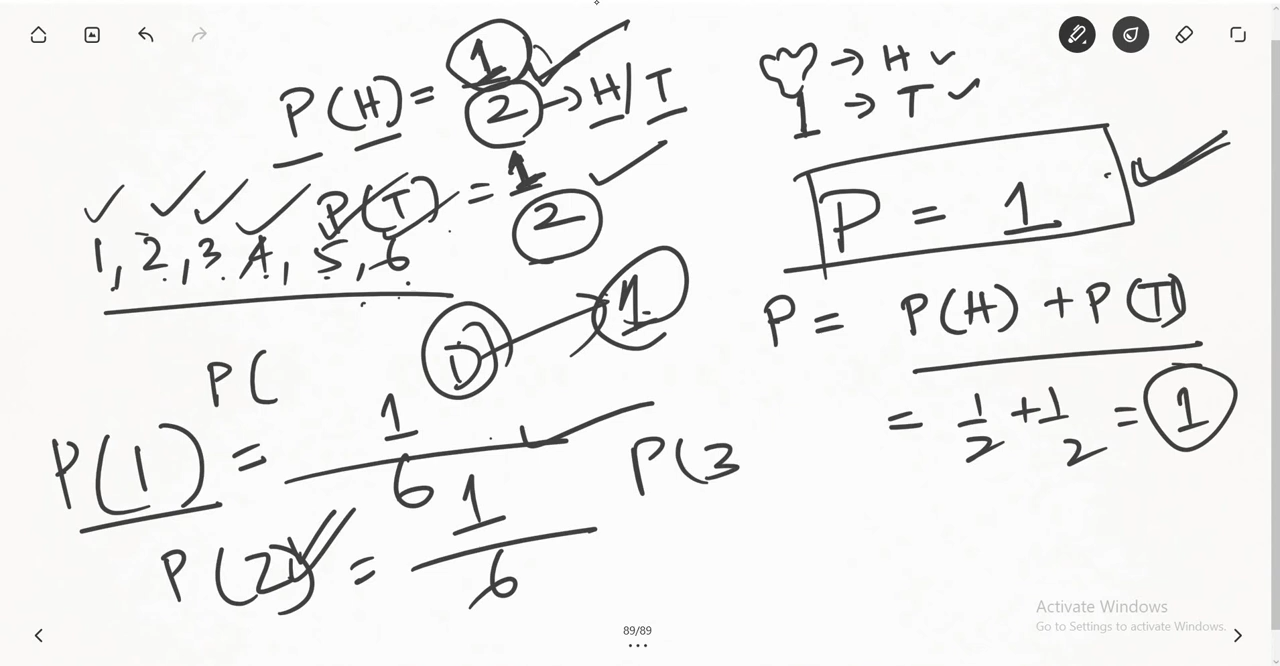 P(H) = 1/2 → H/T
P(T) = 1/2
1, 2, 3 4, 5, 6
D → 1
P(
P(1) = 1/6
P(2) = 1/6
P(3
→ H
→ T
P = 1
P = P(H) + P(T)
= 1/2 + 1/2 = 1
Activate Windows
Go to Settings to activate Windows.
89/89